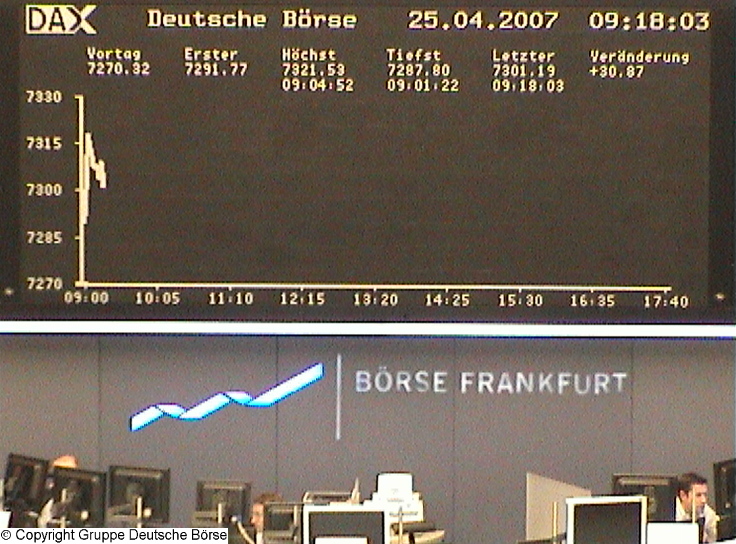 DAX Deutsche Börse 25.04.2007 09:18:03
Vortag Erster Höchst Tiefst Letzter Veränderung
7270.32 7291.77 7321.53 7287.80 7301.19 +30.87
09:04:52 09:01:22 09:18:03
7330
7315
7300
7285
7270
09:00 10:05 11:10 12:15 13:20 14:25 15:30 16:35 17:40
BÖRSE FRANKFURT
© Copyright Gruppe Deutsche Börse